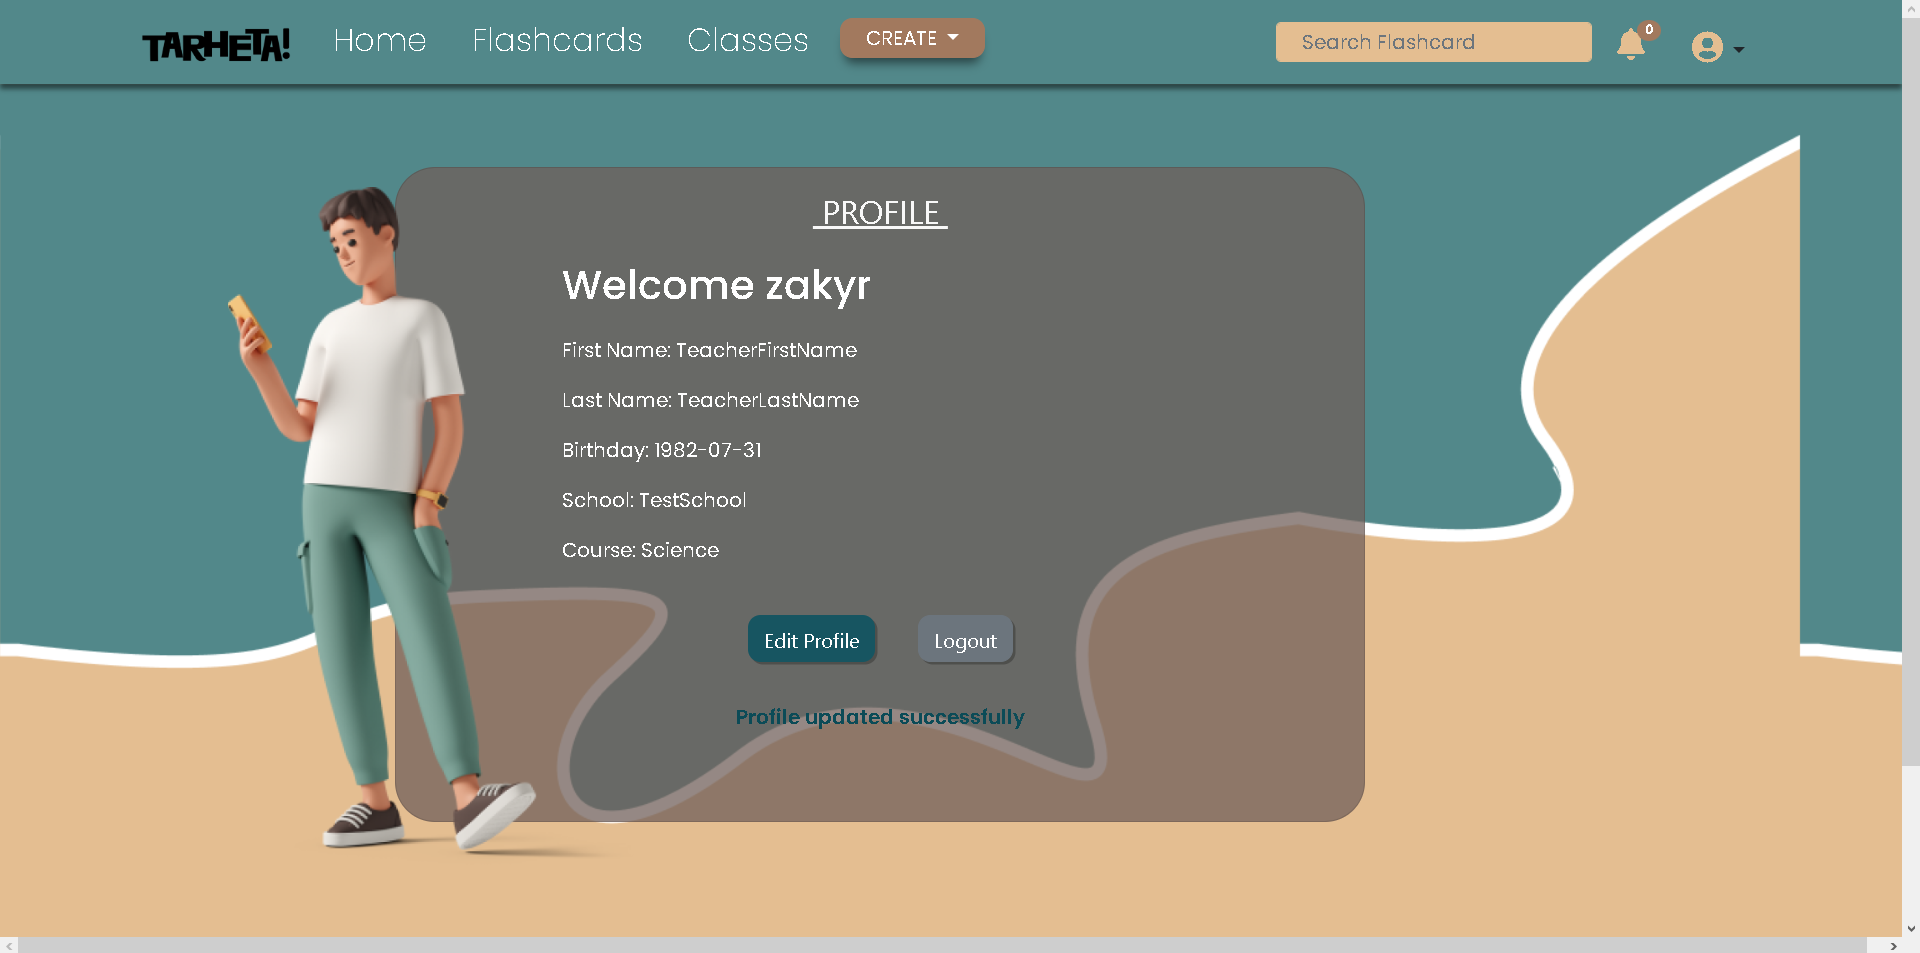 TARHETA!
Home
Flashcards
Classes
CREATE
Search Flashcard
0
PROFILE
Welcome zakyr
First Name: TeacherFirstName
Last Name: TeacherLastName
Birthday: 1982-07-31
School: TestSchool
Course: Science
Edit Profile
Logout
Profile updated successfully